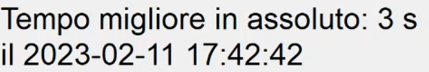 Tempo migliore in assoluto: 3 s
il 2023-02-11 17:42:42